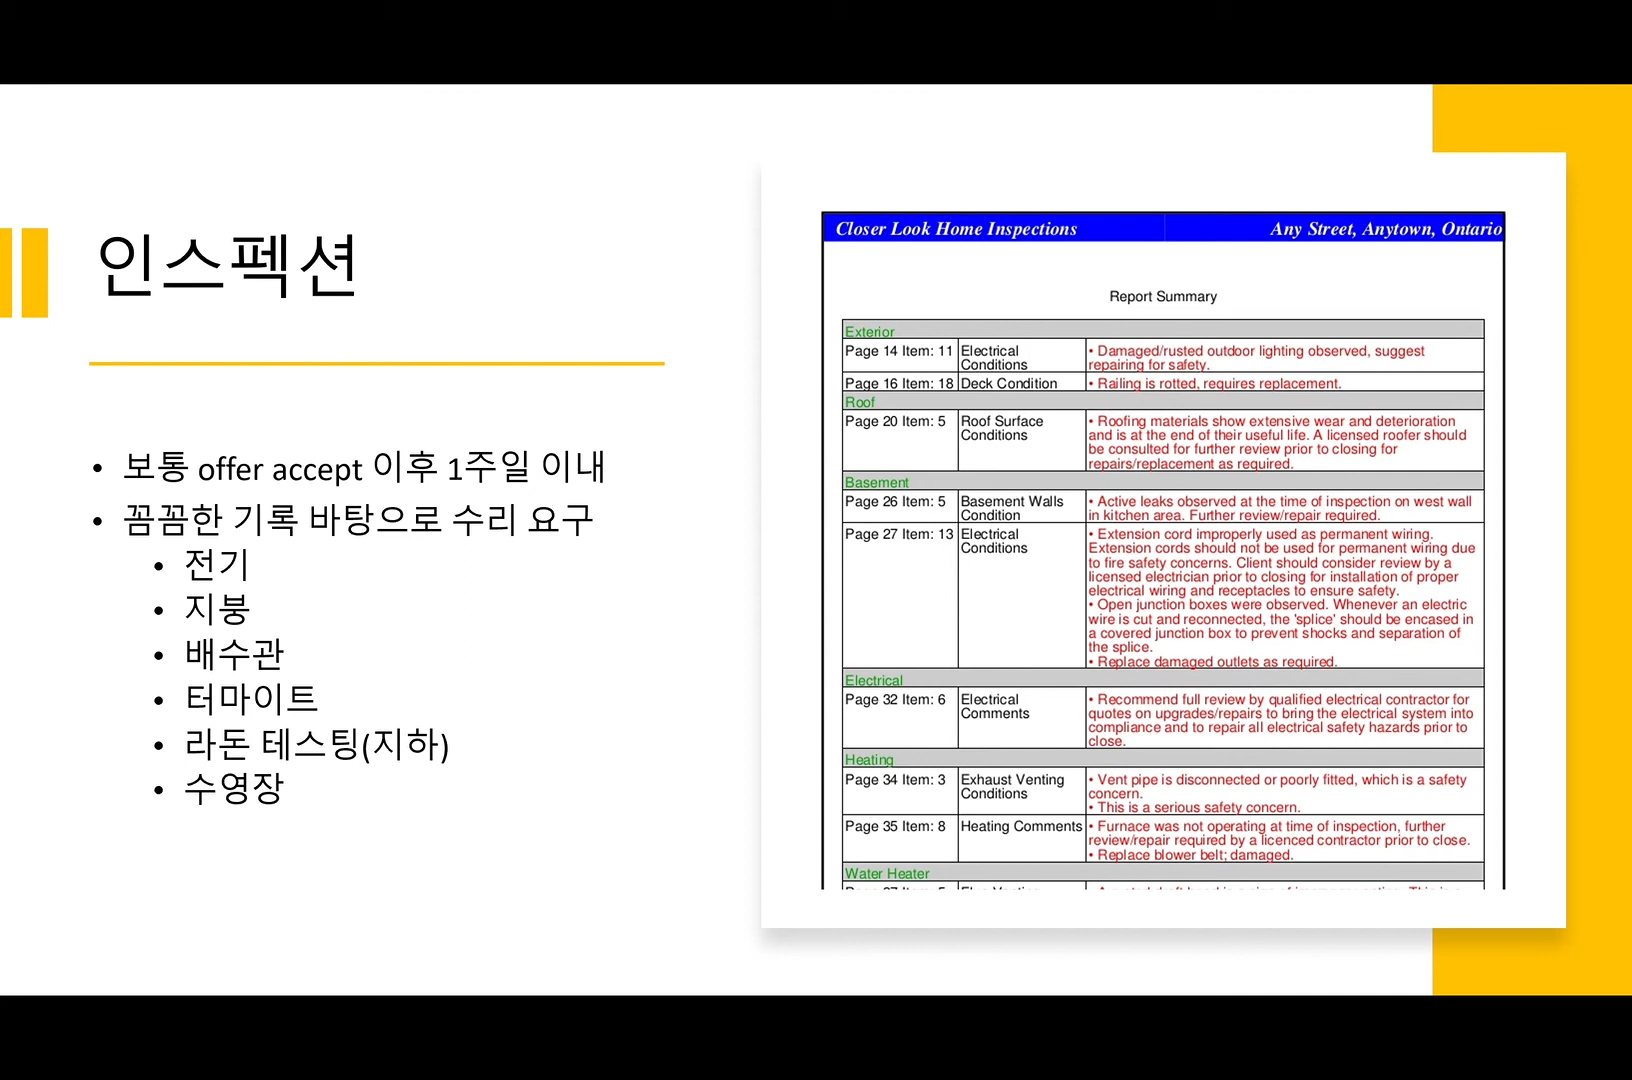 인스펙션
• 보통 offer accept 이후 1주일 이내
• 꼼꼼한 기록 바탕으로 수리 요구
• 전기
• 지붕
• 배수관
• 터마이트
• 라돈 테스팅(지하)
• 수영장
Closer Look Home Inspections Any Street, Anytown, Ontario
Report Summary
Exterior
Page 14 Item: 11 Electrical Conditions
• Damaged/rusted outdoor lighting observed, suggest
repairing for safety.
Page 16 Item: 18 Deck Condition • Railing is rotted, requires replacement.
Roof
Page 20 Item: 5 Roof Surface Conditions
• Roofing materials show extensive wear and deterioration
and is at the end of their useful life. A licensed roofer should
be consulted for further review prior to closing for
repairs/replacement as required.
Basement
Page 26 Item: 5 Basement Walls Condition
• Active leaks observed at the time of inspection on west wall
in kitchen area. Further review/repair required.
Page 27 Item: 13 Electrical Conditions
• Extension cord improperly used as permanent wiring.
Extension cords should not be used for permanent wiring due
to fire safety concerns. Client should consider review by a
licensed electrician prior to closing for installation of proper
electrical wiring and receptacles to ensure safety.
• Open junction boxes were observed. Whenever an electric
wire is cut and reconnected, the 'splice' should be encased in
a covered junction box to prevent shocks and separation of
the splice.
• Replace damaged outlets as required.
Electrical
Page 32 Item: 6 Electrical Comments
• Recommend full review by qualified electrical contractor for
quotes on upgrades/repairs to bring the electrical system into
compliance and to repair all electrical safety hazards prior to
close.
Heating
Page 34 Item: 3 Exhaust Venting Conditions
• Vent pipe is disconnected or poorly fitted, which is a safety
concern.
• This is a serious safety concern.
Page 35 Item: 8 Heating Comments
• Furnace was not operating at time of inspection, further
review/repair required by a licenced contractor prior to close.
• Replace blower belt; damaged.
Water Heater